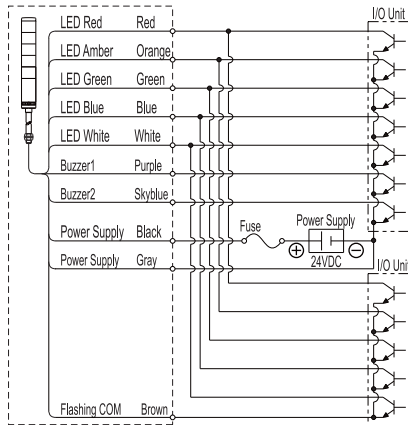 I/O Unit
LED Red Red
LED Amber Orange
LED Green Green
LED Blue Blue
LED White White
Buzzer1 Purple
Buzzer2 Skyblue
Power Supply Black
Fuse
Power Supply
24VDC
Power Supply Gray
I/O Unit
Flashing COM Brown